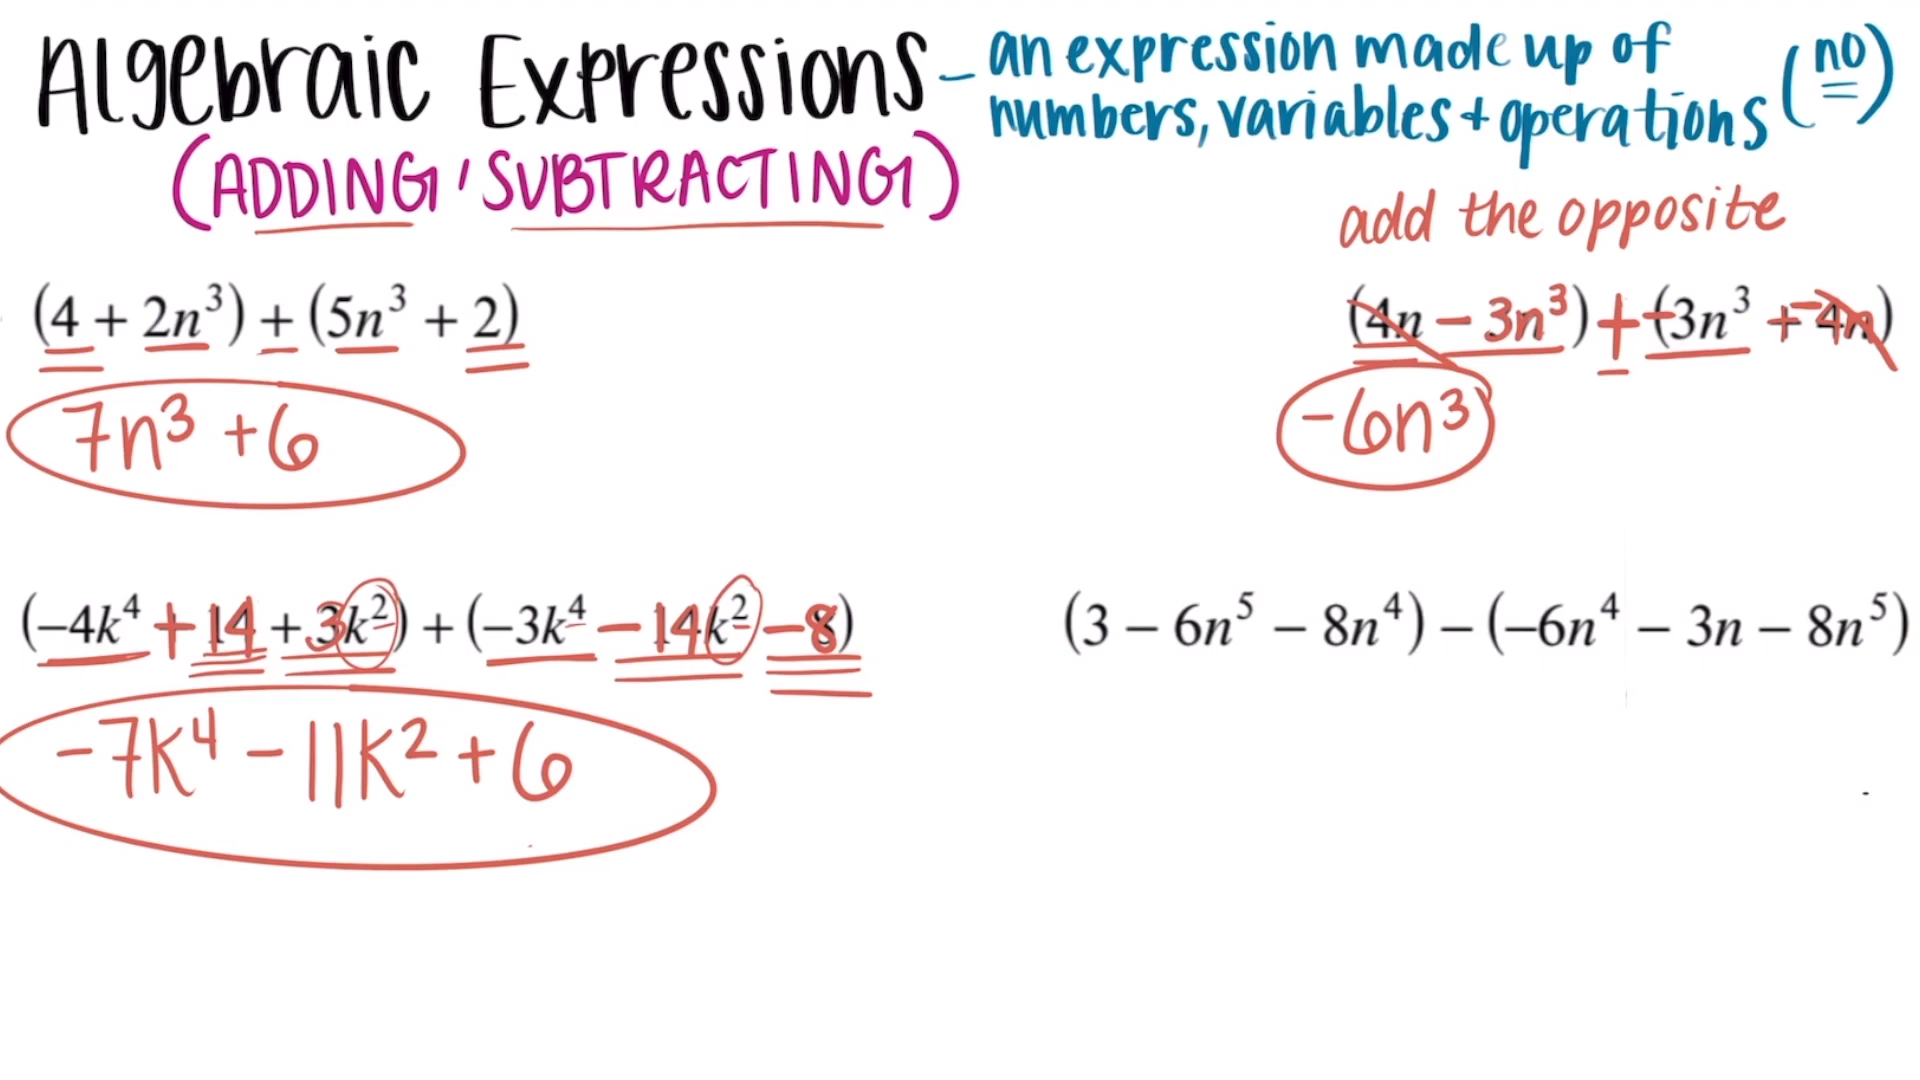 Algebraic Expressions - an expression made up of
numbers, variables + operations (no =)
(ADDING, SUBTRACTING)
add the opposite
(4 + 2n³) + (5n³ + 2)
(4n - 3n³) + (-3n³ + -4n)
7n³ + 6
-6n³
(-4k⁴ + 14 + 3k²) + (-3k⁴ - 14k² - 8)
(3 - 6n⁵ - 8n⁴) - (-6n⁴ - 3n - 8n⁵)
-7k⁴ - 11k² + 6